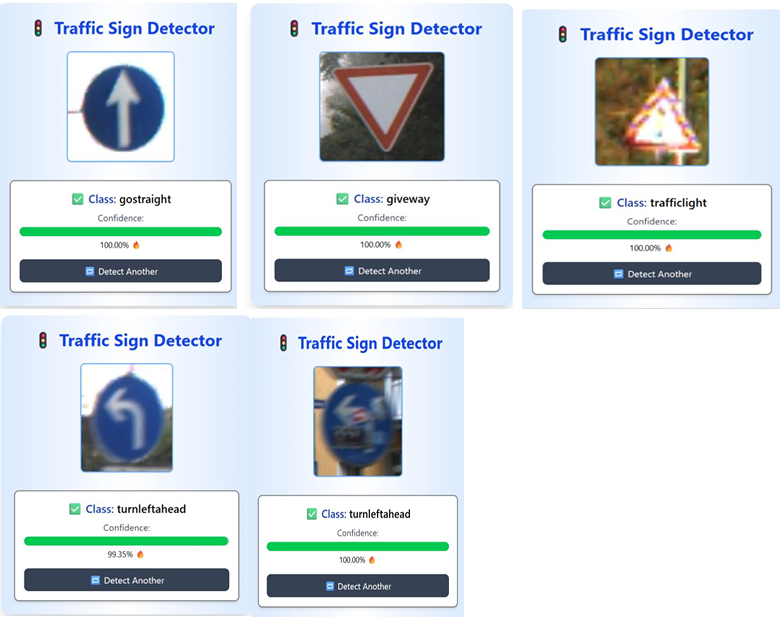 Traffic Sign Detector
Class: gostraight
Confidence:
100.00%
Detect Another
Traffic Sign Detector
Class: giveway
Confidence:
100.00%
Detect Another
Traffic Sign Detector
Class: trafficlight
Confidence:
100.00%
Detect Another
Traffic Sign Detector
Class: turnleftahead
Confidence:
99.35%
Detect Another
Traffic Sign Detector
Class: turnleftahead
Confidence:
100.00%
Detect Another